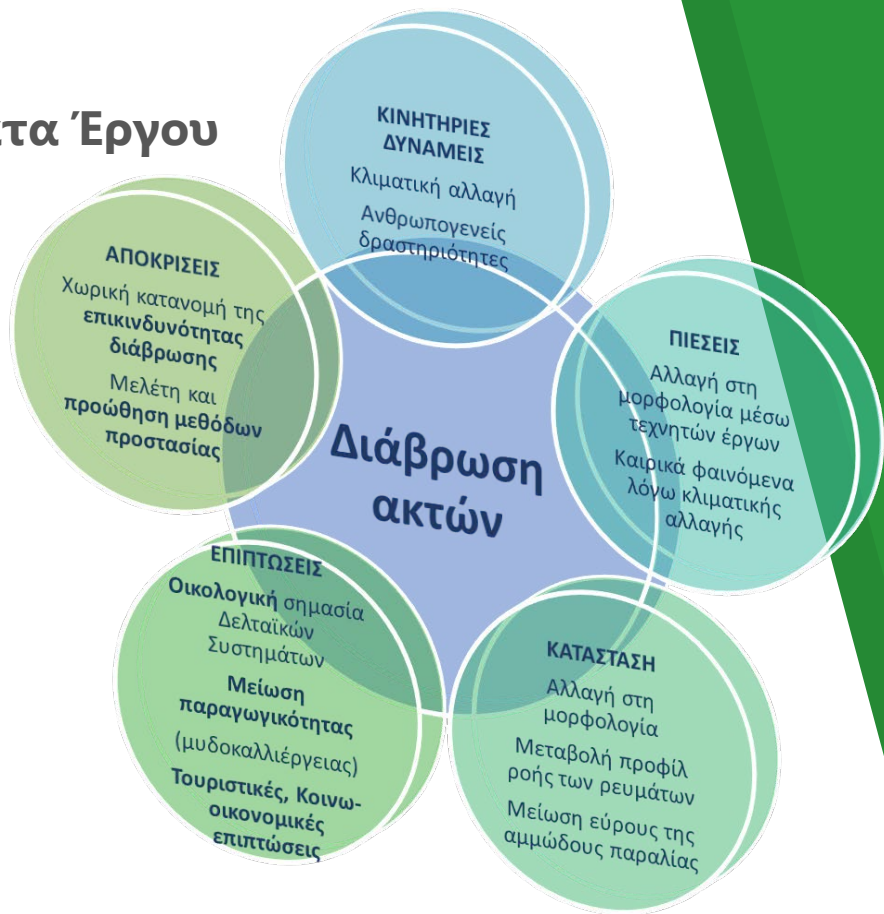 Έργου
ΚΙΝΗΤΗΡΙΕΣ
ΔΥΝΑΜΕΙΣ
Κλιματική αλλαγή
Ανθρωπογενείς
δραστηριότητες
ΠΙΕΣΕΙΣ
Αλλαγή στη
μορφολογία μέσω
τεχνητών έργων
Καιρικά φαινόμενα
λόγω κλιματικής
αλλαγής
ΚΑΤΑΣΤΑΣΗ
Αλλαγή στη
μορφολογία
Μεταβολή προφίλ
ροής των ρευμάτων
Μείωση εύρους της
αμμώδους παραλίας
ΕΠΙΠΤΩΣΕΙΣ
Οικολογική σημασία
Δελταϊκών
Συστημάτων
Μείωση
παραγωγικότητας
(μυδοκαλλιέργειας)
Τουριστικές, Κοινω-
οικονομικές
επιπτώσεις
ΑΠΟΚΡΙΣΕΙΣ
Χωρική κατανομή της
επικινδυνότητας
διάβρωσης
Μελέτη και
προώθηση μεθόδων
προστασίας
Διάβρωση
ακτών